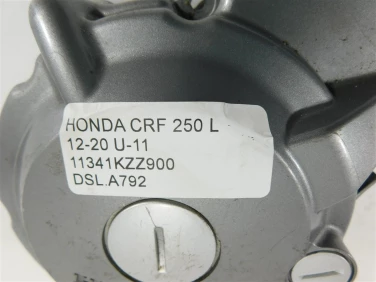 HONDA CRF 250 L
12-20 U-11
11341KZZ900
DSL.A792